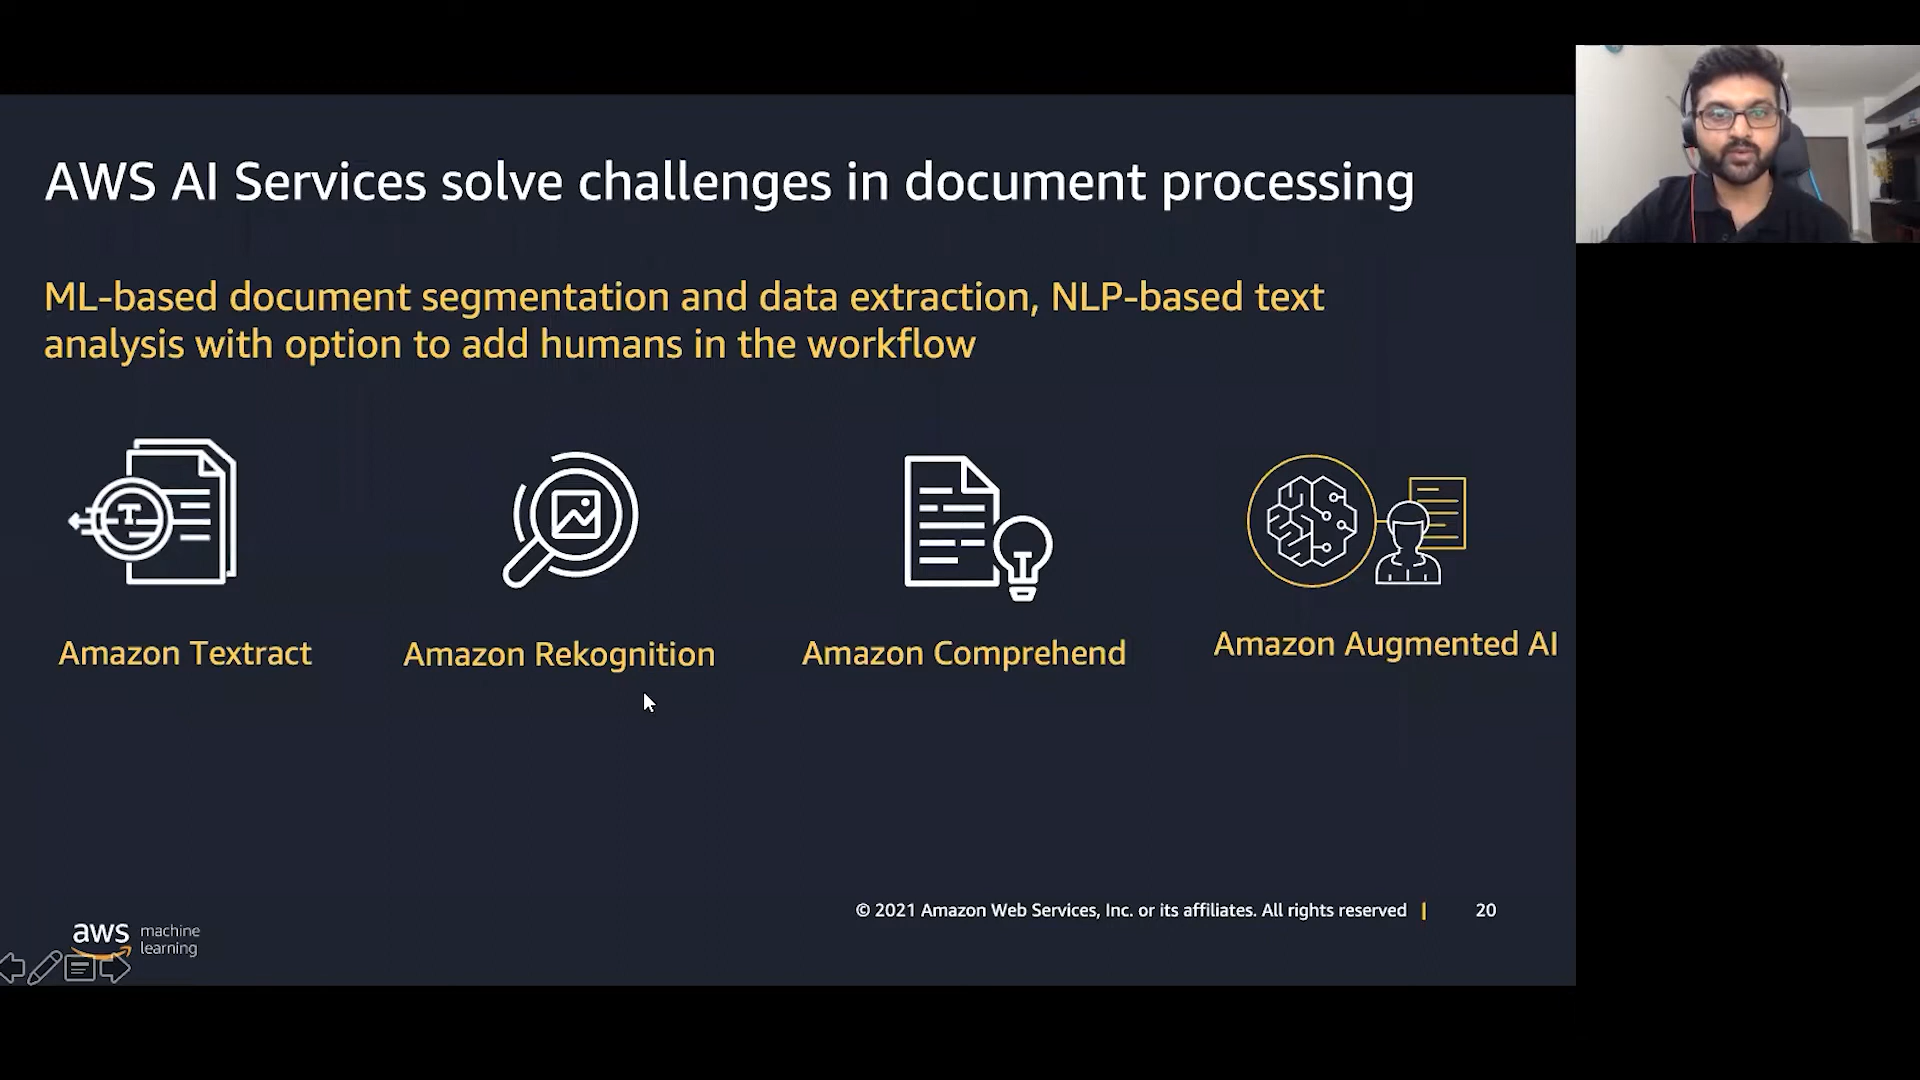 AWS AI Services solve challenges in document processing
ML-based document segmentation and data extraction, NLP-based text
analysis with option to add humans in the workflow
T
Amazon Textract
Amazon Rekognition
Amazon Comprehend
Amazon Augmented AI
© 2021 Amazon Web Services, Inc. or its affiliates. All rights reserved | 20
aws machine
learning